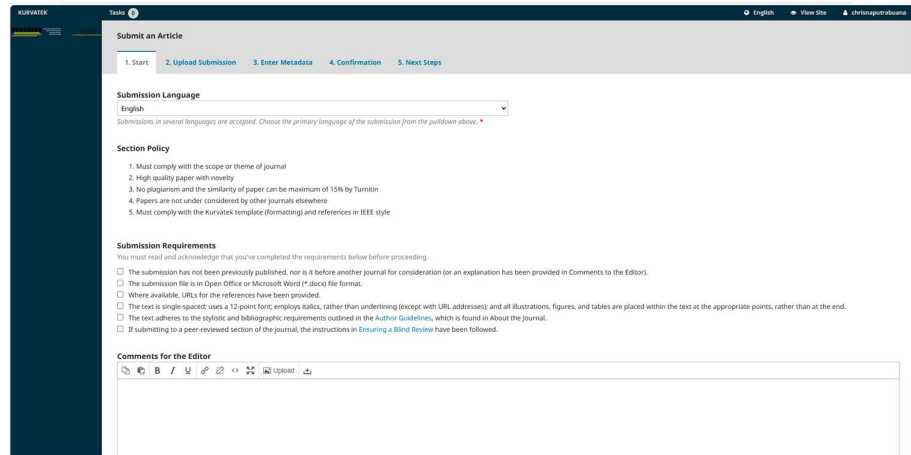 KURVATEK
Tasks 0
English
View Site
chrisnaputrabuana
Submit an Article
1. Start
2. Upload Submission
3. Enter Metadata
4. Confirmation
5. Next Steps
Submission Language
English
Submissions in several languages are accepted. Choose the primary language of the submission from the pulldown above. *
Section Policy
1. Must comply with the scope or theme of journal
2. High quality paper with novelty
3. No plagiarism and the similarity of paper can be maximum of 15% by Turnitin
4. Papers are not under considered by other journals elsewhere
5. Must comply with the Kurvatek template (formatting) and references in IEEE style
Submission Requirements
You must read and acknowledge that you've completed the requirements below before proceeding.
The submission has not been previously published, nor is it before another journal for consideration (or an explanation has been provided in Comments to the Editor).
The submission file is in Open Office or Microsoft Word (*.docx) file format.
Where available, URLs for the references have been provided.
The text is single-spaced; uses a 12-point font; employs italics, rather than underlining (except with URL addresses); and all illustrations, figures, and tables are placed within the text at the appropriate points, rather than at the end.
The text adheres to the stylistic and bibliographic requirements outlined in the Author Guidelines, which is found in About the Journal.
If submitting to a peer-reviewed section of the journal, the instructions in Ensuring a Blind Review have been followed.
Comments for the Editor
B I U Upload